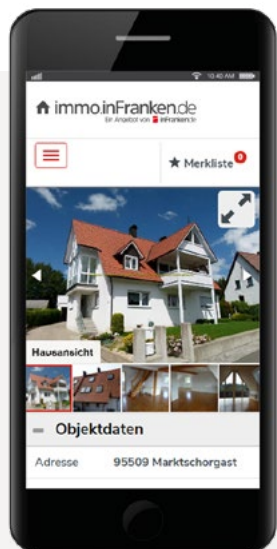 10:40 AM
immo.inFranken.de
Ein Angebot von inFranken.de
Merkliste 0
Hausansicht
Objektdaten
Adresse 95509 Marktschorgast